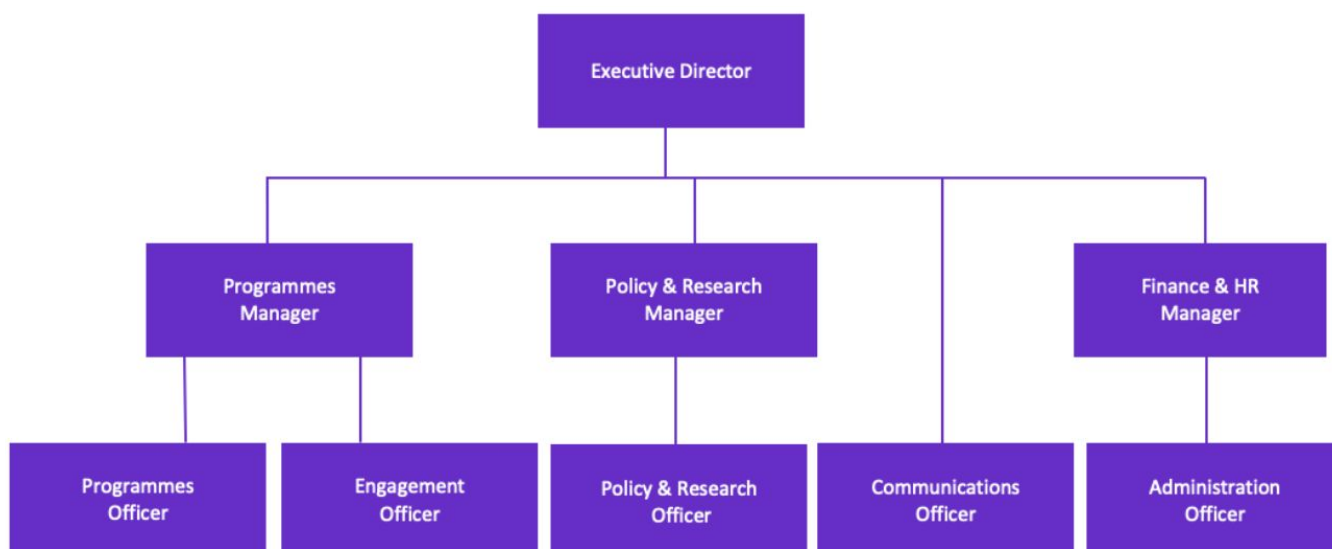 Executive Director
Programmes
Manager
Policy & Research
Manager
Finance & HR
Manager
Programmes
Officer
Engagement
Officer
Policy & Research
Officer
Communications
Officer
Administration
Officer